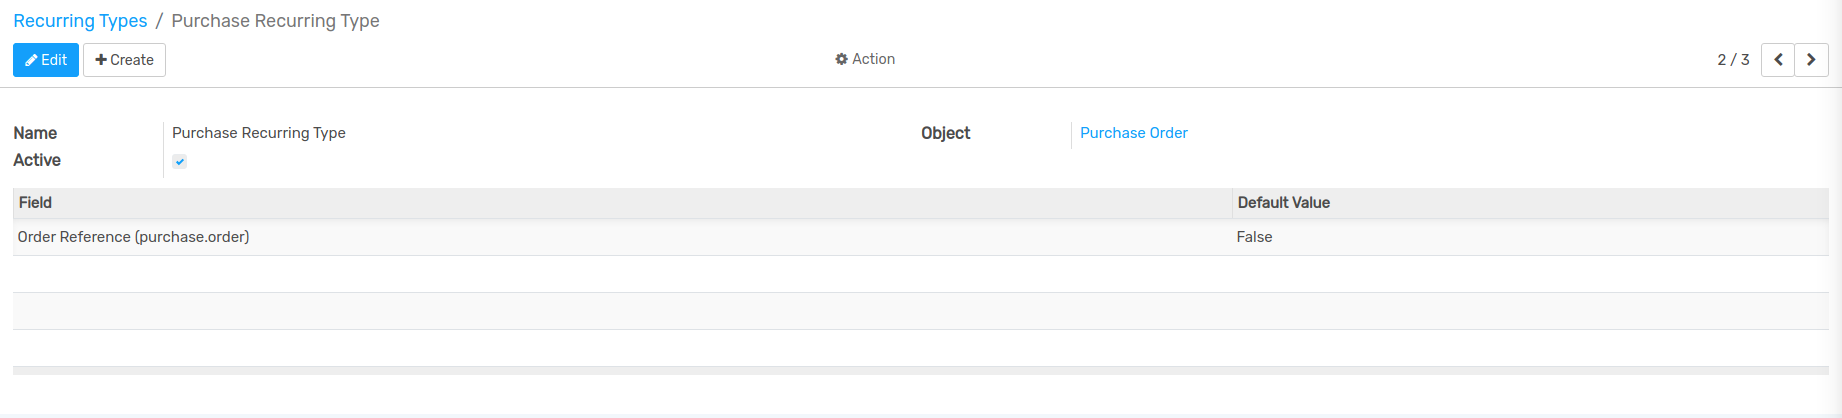 Recurring Types / Purchase Recurring Type
Edit Create Action 2 / 3
Name Purchase Recurring Type Object Purchase Order
Active
Field Default Value
Order Reference (purchase.order) False